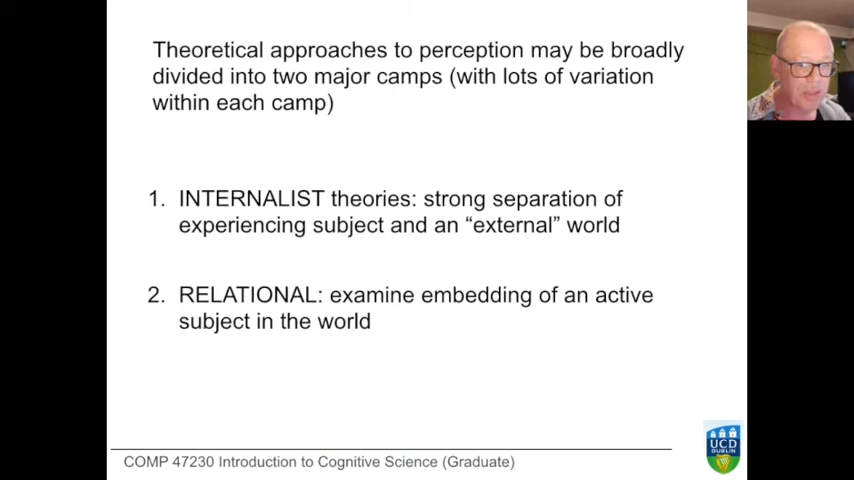 Theoretical approaches to perception may be broadly
divided into two major camps (with lots of variation
within each camp)
1. INTERNALIST theories: strong separation of
experiencing subject and an “external” world
2. RELATIONAL: examine embedding of an active
subject in the world
COMP 47230 Introduction to Cognitive Science (Graduate)
UCD
DUBLIN